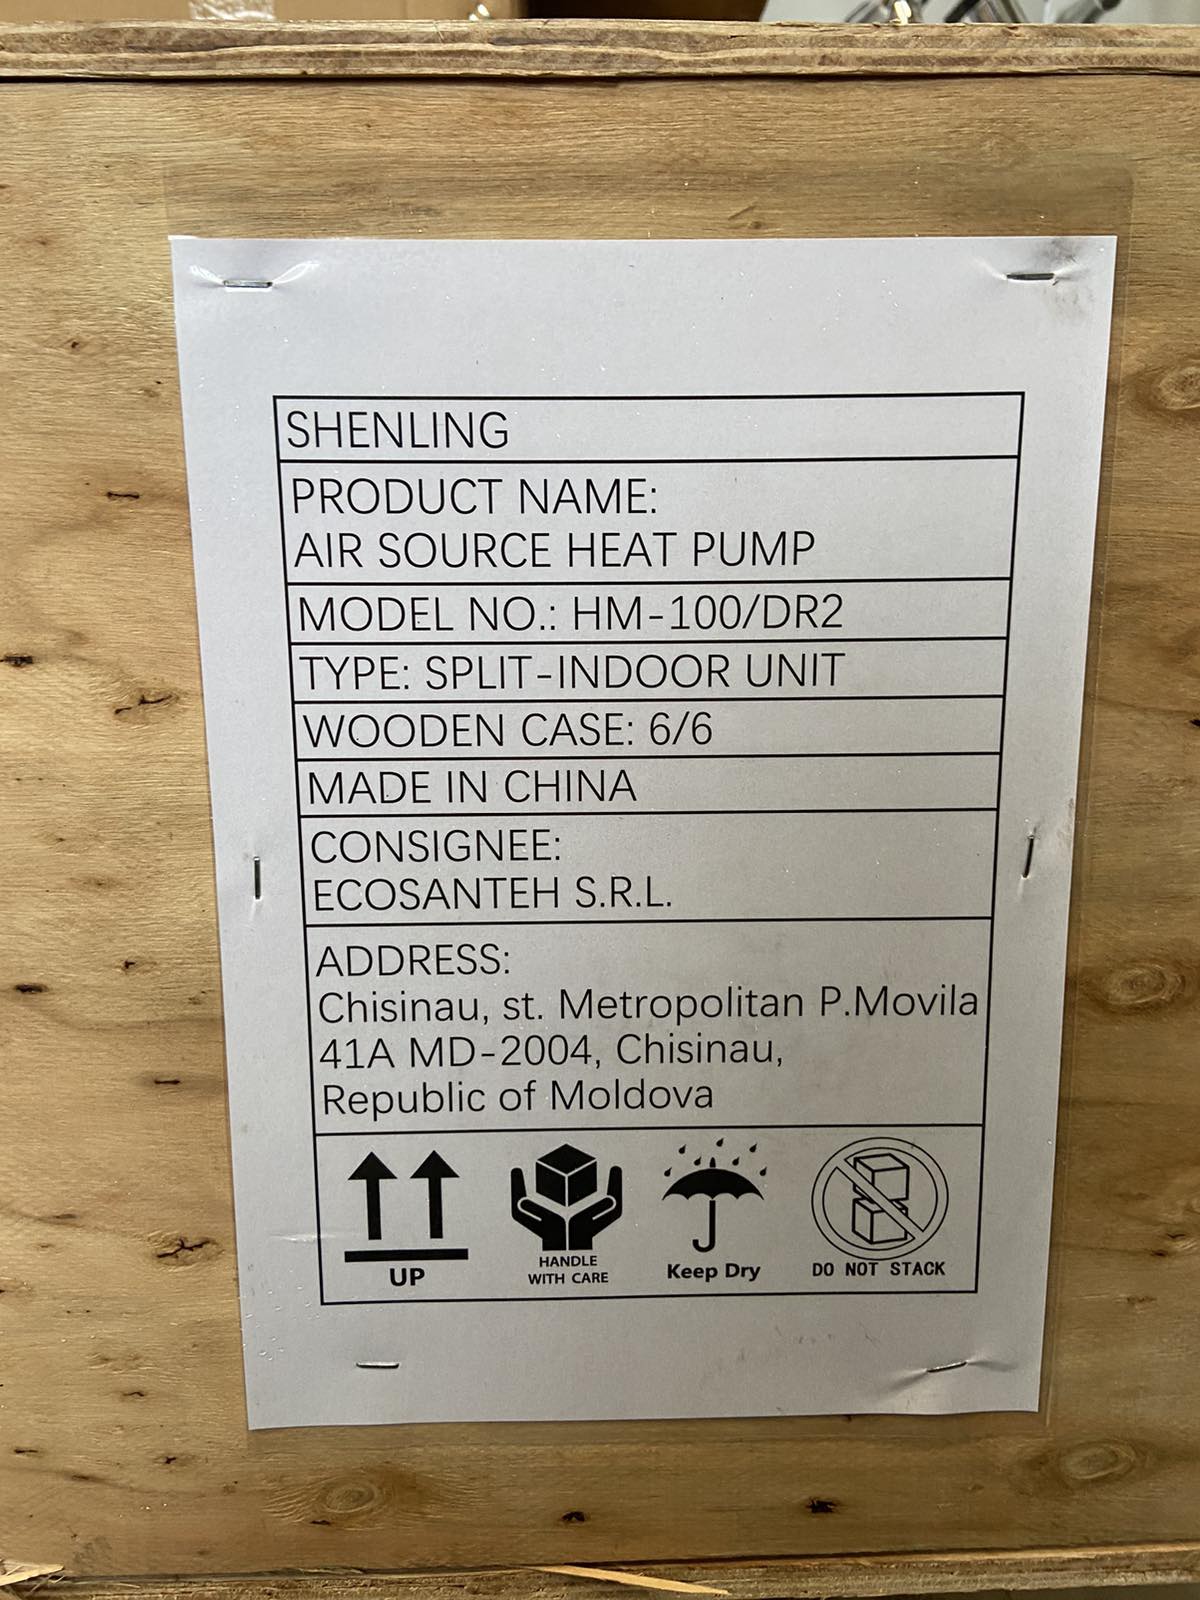 SHENLING
PRODUCT NAME:
AIR SOURCE HEAT PUMP
MODEL NO.: HM-100/DR2
TYPE: SPLIT-INDOOR UNIT
WOODEN CASE: 6/6
MADE IN CHINA
CONSIGNEE:
ECOSANTEH S.R.L.
ADDRESS:
Chisinau, st. Metropolitan P.Movila
41A MD-2004, Chisinau,
Republic of Moldova
UP
HANDLE
WITH CARE
Keep Dry
DO NOT STACK